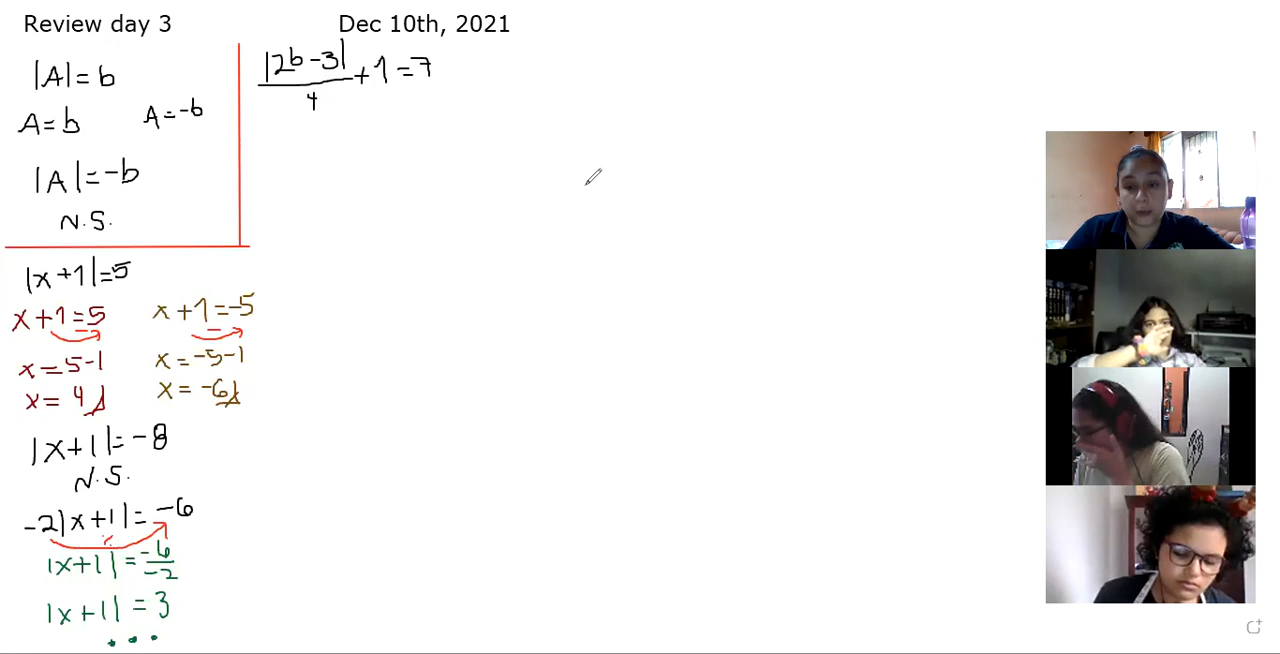 Review day 3
Dec 10th, 2021
|A| = b
A = b
A = -b
|A| = -b
N.S.
|x+1| = 5
x+1 = 5
x+1 = -5
x = 5-1
x = -5-1
x = 4
x = -6
|x+1| = -8
N.S.
-2|x+1| = -6
|x+1| = -6/-2
|x+1| = 3
...
|2b-3|/4 + 1 = 7